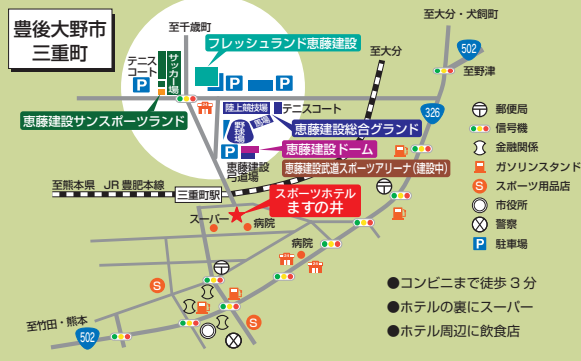 豊後大野市
三重町
至千歳町
至大分・犬飼町
フレッシュランド恵藤建設
至大分
502
至野津
テニス
コート
サッカー場
P
P
P
P
陸上競技場
テニスコート
326
恵藤建設サンスポーツランド
野球場
広場
恵藤建設総合グランド
P
恵藤建設ドーム
恵藤建設
弓道場
恵藤建設武道スポーツアリーナ(建設中)
至熊本県 JR豊肥本線
三重町駅
スポーツホテル
ますの井
スーパー
病院
病院
郵便局
信号機
金融関係
ガソリンスタンド
S
スポーツ用品店
市役所
警察
P
駐車場
S
S
至竹田・熊本
502
●コンビニまで徒歩3分
●ホテルの裏にスーパー
●ホテル周辺に飲食店